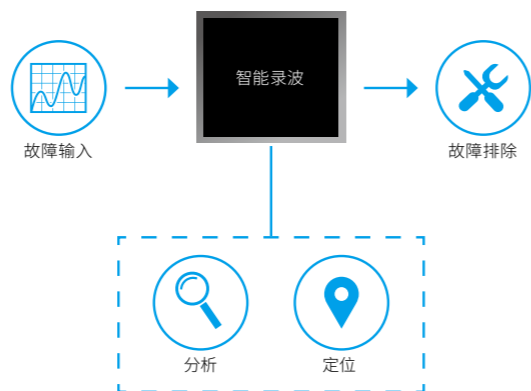 智能录波
故障输入
故障排除
分析
定位